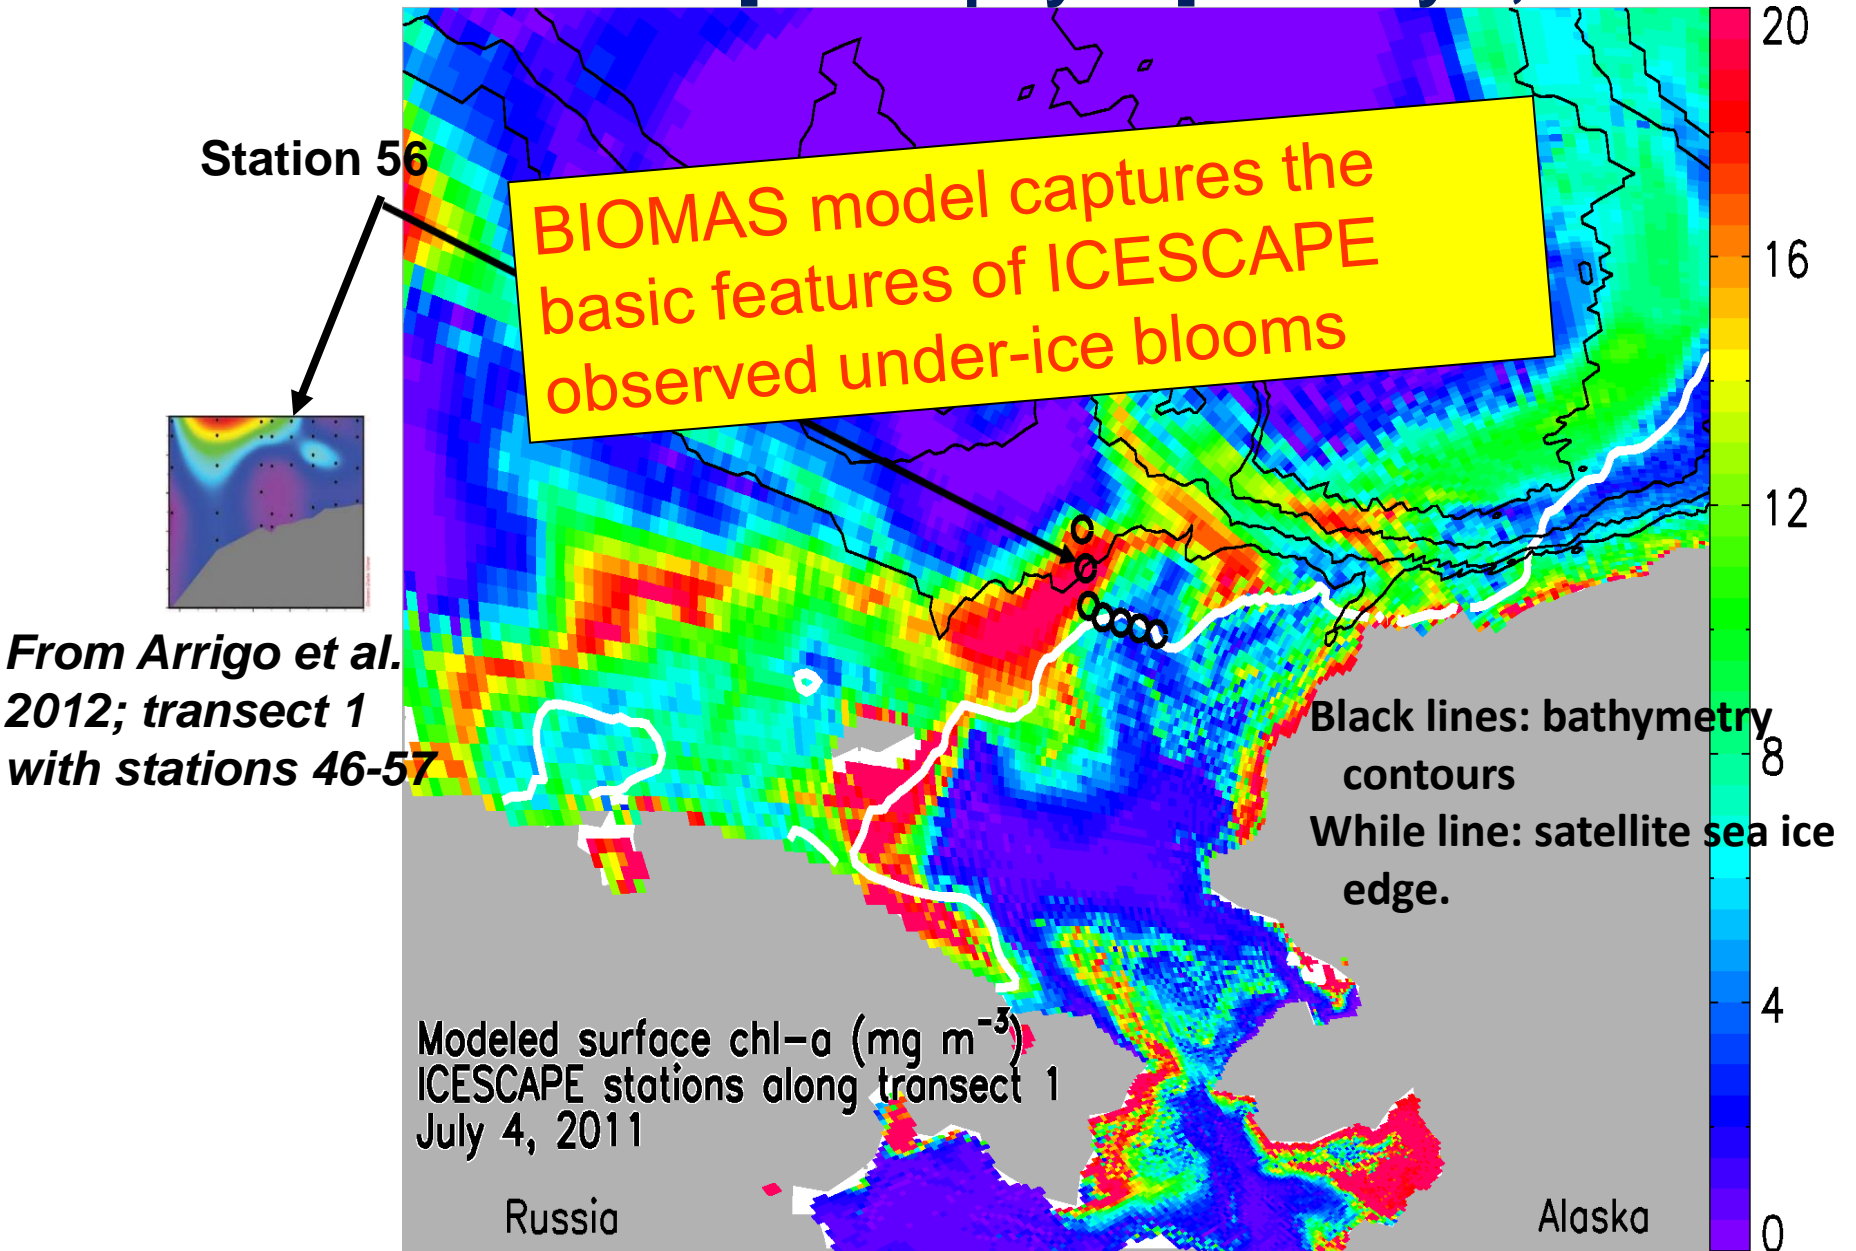 Station 56
BIOMAS model captures the
basic features of ICESCAPE
observed under-ice blooms
From Arrigo et al.
2012; transect 1
with stations 46-57
Black lines: bathymetry
contours
While line: satellite sea ice
edge.
Modeled surface chl-a (mg m⁻³)
ICESCAPE stations along transect 1
July 4, 2011
Russia
Alaska
20
16
12
8
4
0